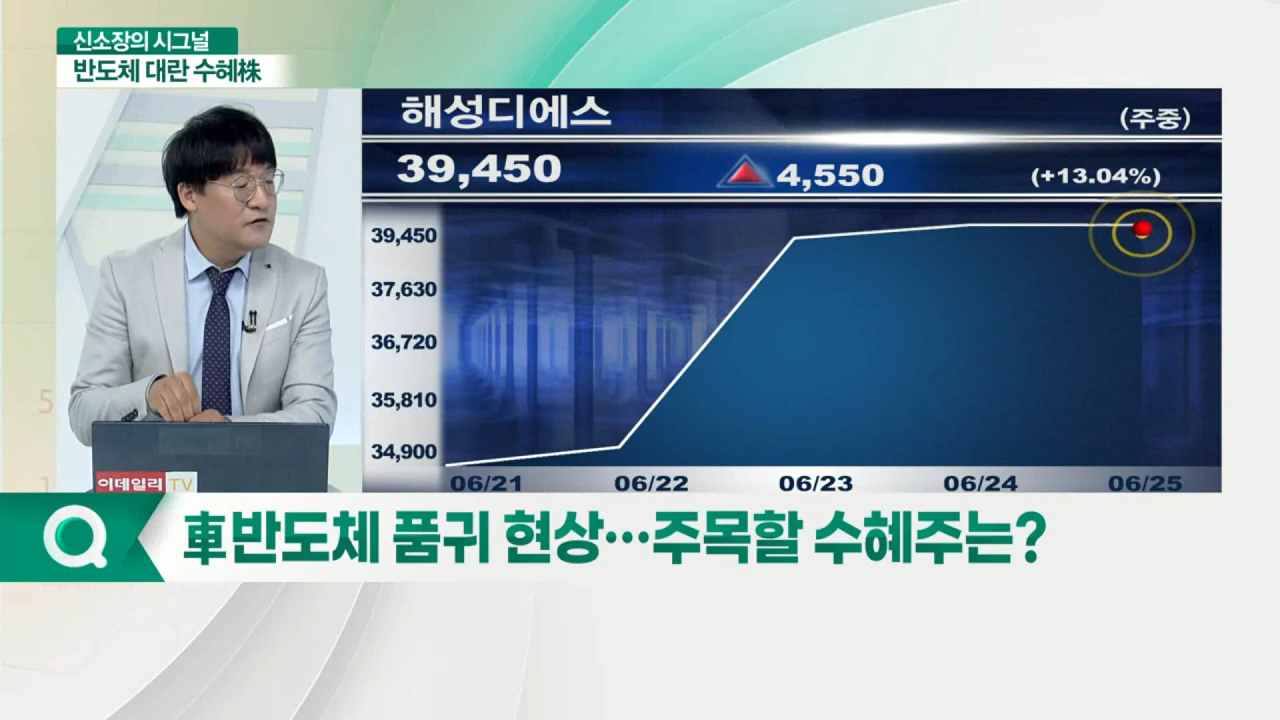 신소장의 시그널
반도체 대란 수혜株
해성디에스 (주중)
39,450 ▲ 4,550 (+13.04%)
39,450
37,630
36,720
35,810
34,900
06/21 06/22 06/23 06/24 06/25
이데일리TV
5
1
Q 車반도체 품귀 현상…주목할 수혜주는?